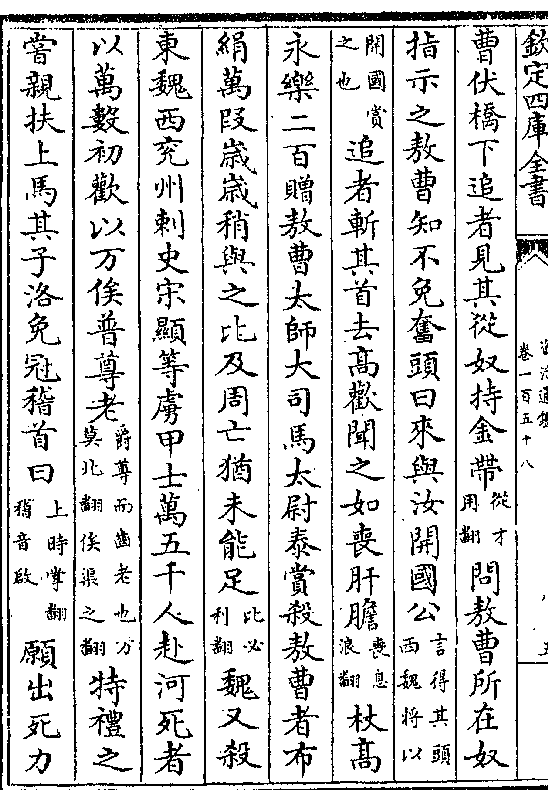 欽定四庫全書
卷一百五十八
曹伏橋下追者見其從奴持金帶從才用翻問敖曹所在奴
指示之敖曹知不免奮頭曰來與汝開國公言得其頭西魏將以
開國賞之也追者斬其首去高歡聞之如喪肝膽喪息浪翻杖高
永樂二百贈敖曹太師大司馬太尉泰賞殺敖曹者布
絹萬段歲歲稍與之比及周亡猶未能足比必利翻魏又殺
東魏西兖州刺史宋顯等虜甲士萬五千人赴河死者
以萬數初歡以万俟普尊老爵尊而齒老也万莫北翻俟渠之翻特禮之
嘗親扶上馬其子洛免冠稽首曰上時掌翻稽音啟願出死力